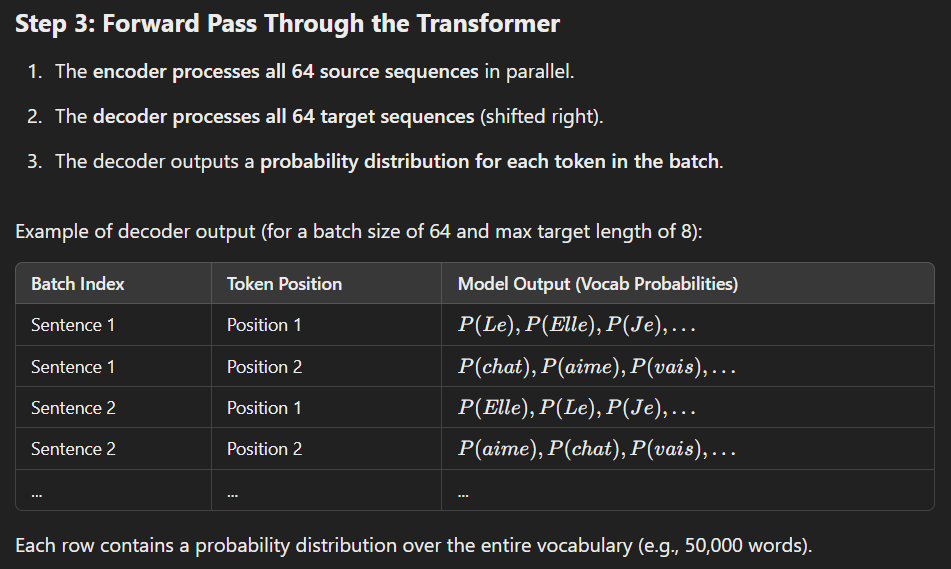 Step 3: Forward Pass Through the Transformer
1. The encoder processes all 64 source sequences in parallel.
2. The decoder processes all 64 target sequences (shifted right).
3. The decoder outputs a probability distribution for each token in the batch.
Example of decoder output (for a batch size of 64 and max target length of 8):
Batch Index Token Position Model Output (Vocab Probabilities)
Sentence 1 Position 1 P(Le), P(Elle), P(Je), . . .
Sentence 1 Position 2 P(chat), P(aime), P(vais), . . .
Sentence 2 Position 1 P(Elle), P(Le), P(Je), . . .
Sentence 2 Position 2 P(aime), P(chat), P(vais), . . .
... ... ...
Each row contains a probability distribution over the entire vocabulary (e.g., 50,000 words).